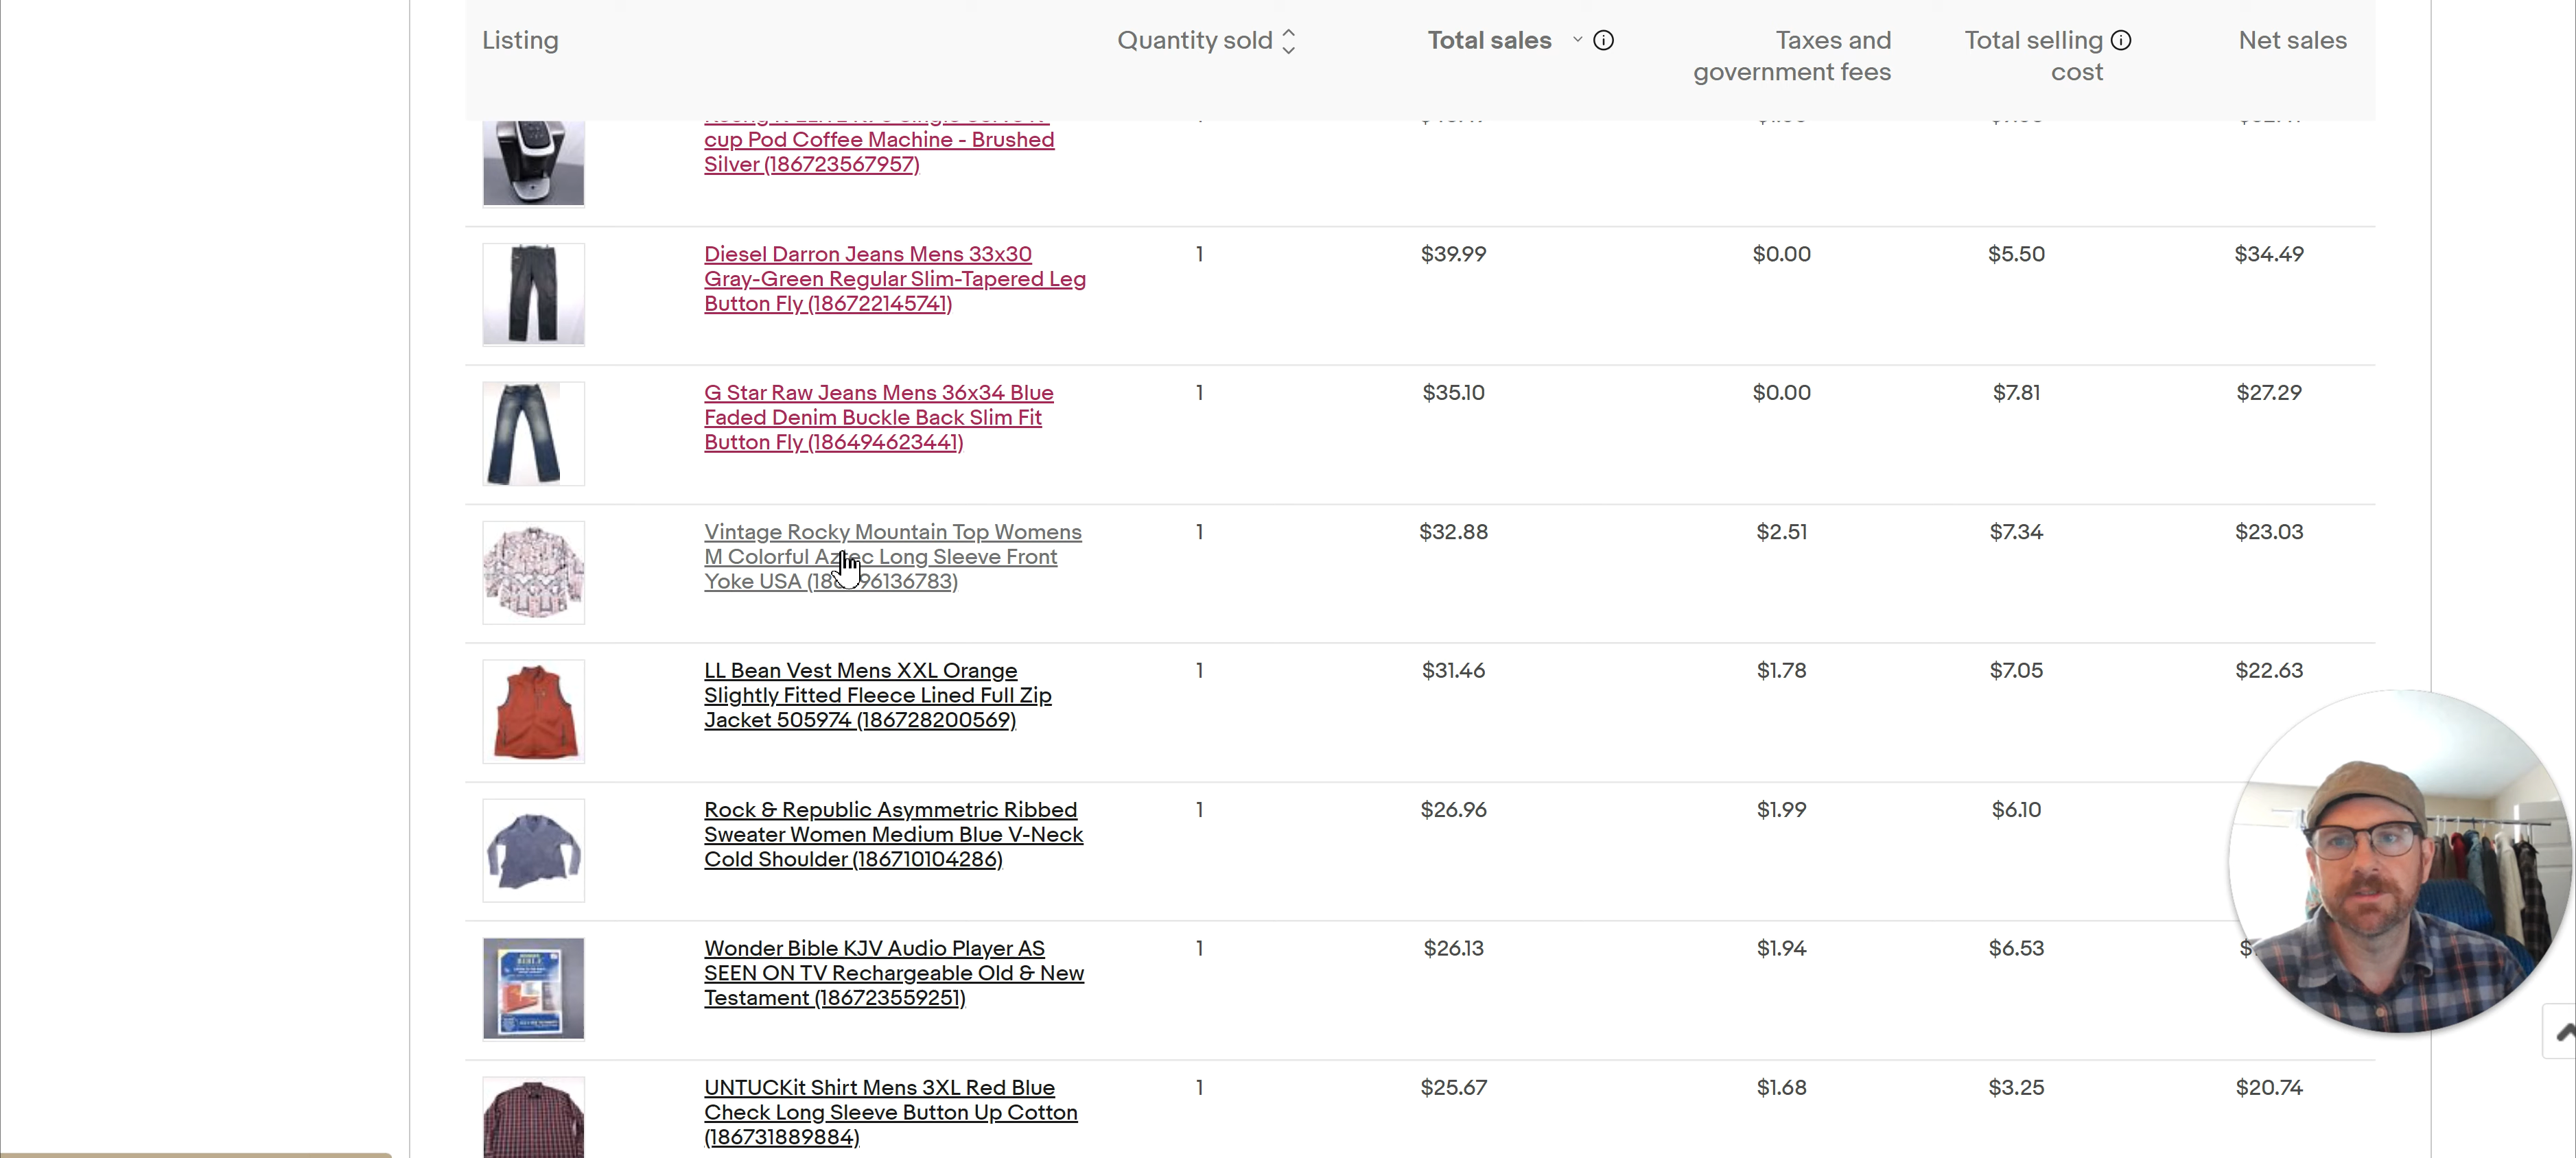 Listing
Quantity sold
Total sales
Taxes and
government fees
Total selling
cost
Net sales
cup Pod Coffee Machine - Brushed
Silver (186723567957)
Diesel Darron Jeans Mens 33x30
Gray-Green Regular Slim-Tapered Leg
Button Fly (186722145741)
1
$39.99
$0.00
$5.50
$34.49
G Star Raw Jeans Mens 36x34 Blue
Faded Denim Buckle Back Slim Fit
Button Fly (186494623441)
1
$35.10
$0.00
$7.81
$27.29
Vintage Rocky Mountain Top Womens
M Colorful Aztec Long Sleeve Front
Yoke USA
1
$32.88
$2.51
$7.34
$23.03
LL Bean Vest Mens XXL Orange
Slightly Fitted Fleece Lined Full Zip
Jacket 505974 (186728200569)
1
$31.46
$1.78
$7.05
$22.63
Rock & Republic Asymmetric Ribbed
Sweater Women Medium Blue V-Neck
Cold Shoulder (186710104286)
1
$26.96
$1.99
$6.10
Wonder Bible KJV Audio Player AS
SEEN ON TV Rechargeable Old & New
Testament (186723559251)
1
$26.13
$1.94
$6.53
UNTUCKit Shirt Mens 3XL Red Blue
Check Long Sleeve Button Up Cotton
(186731889884)
1
$25.67
$1.68
$3.25
$20.74